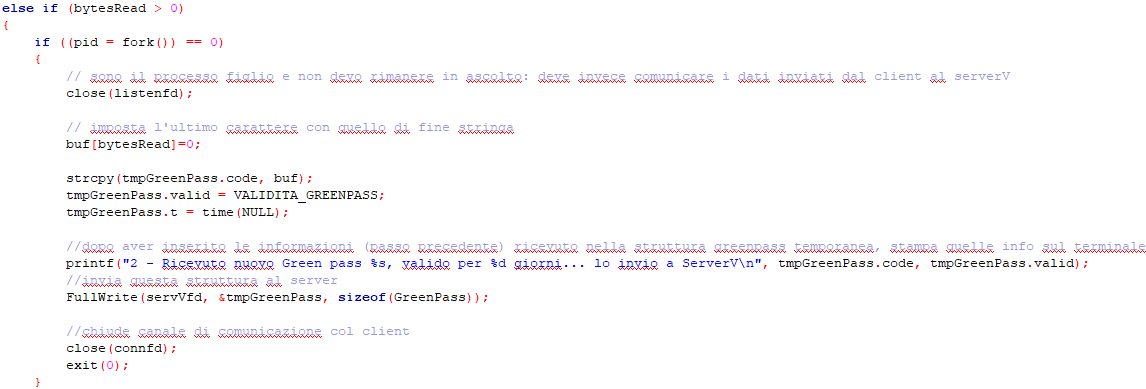 else if (bytesRead > 0)
{
if ((pid = fork()) == 0)
{
// sono il processo figlio e non devo rimanere in ascolto: deve invece comunicare i dati inviati dal client al serverV
close(listenfd);
// imposta l'ultimo carattere con quello di fine stringa
buf[bytesRead]=0;
strcpy(tmpGreenPass.code, buf);
tmpGreenPass.valid = VALIDITA_GREENPASS;
tmpGreenPass.t = time(NULL);
//dopo aver inserito le informazioni (passo precedente) ricevuto nella struttura greenpass temporanea, stampa quelle info sul terminale
printf("2 - Ricevuto nuovo Green pass %s, valido per %d giorni... lo invio a ServerV\n", tmpGreenPass.code, tmpGreenPass.valid);
//invia questa struttura al server
FullWrite(servVfd, &tmpGreenPass, sizeof(GreenPass));
//chiude canale di comunicazione col client
close(connfd);
exit(0);
}